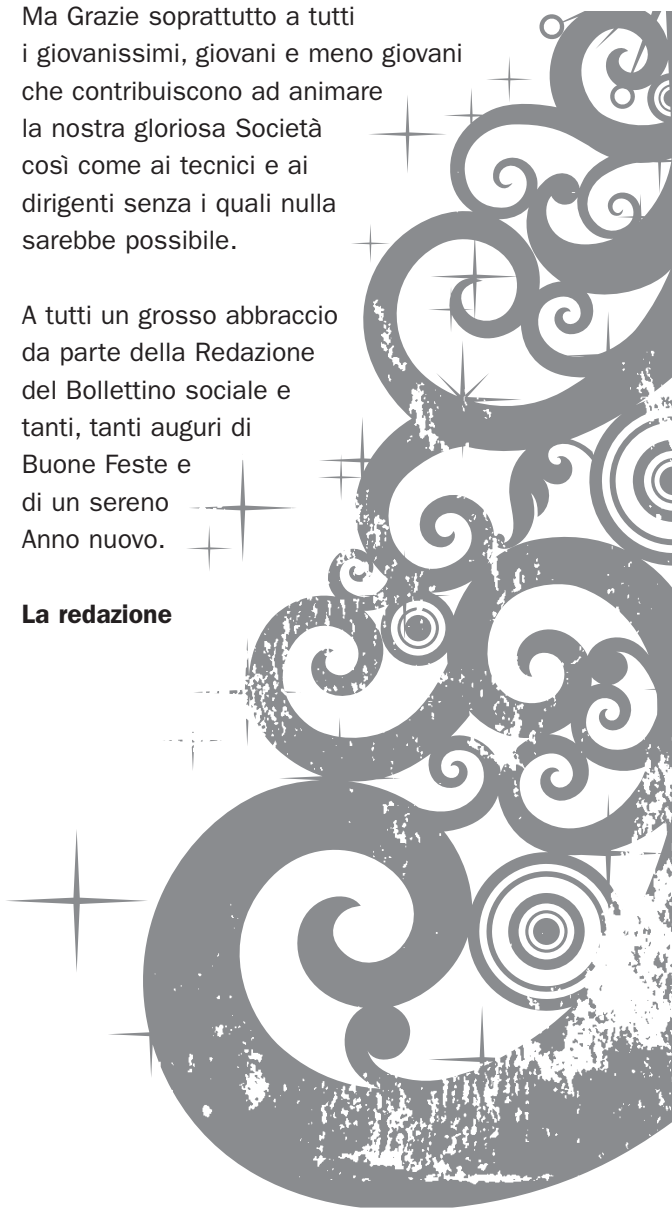 Ma Grazie soprattutto a tutti
i giovanissimi, giovani e meno giovani
che contribuiscono ad animare
la nostra gloriosa Società
così come ai tecnici e ai
dirigenti senza i quali nulla
sarebbe possibile.
A tutti un grosso abbraccio
da parte della Redazione
del Bollettino sociale e
tanti, tanti auguri di
Buone Feste e
di un sereno
Anno nuovo.
La redazione